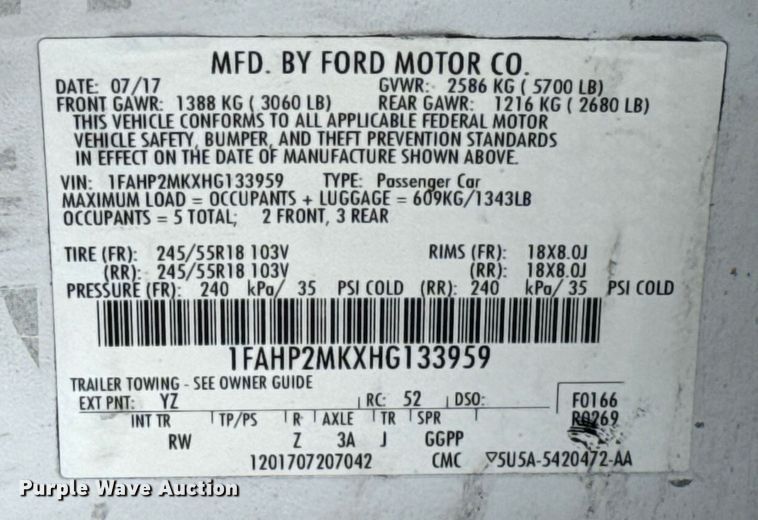 MFD. BY FORD MOTOR CO.
DATE: 07/17 GVWR: 2586 KG ( 5700 LB)
FRONT GAWR: 1388 KG ( 3060 LB) REAR GAWR: 1216 KG ( 2680 LB)
THIS VEHICLE CONFORMS TO ALL APPLICABLE FEDERAL MOTOR
VEHICLE SAFETY, BUMPER, AND THEFT PREVENTION STANDARDS
IN EFFECT ON THE DATE OF MANUFACTURE SHOWN ABOVE.
VIN: 1FAHP2MKXHG133959 TYPE: Passenger Car
MAXIMUM LOAD = OCCUPANTS + LUGGAGE = 609KG/1343LB
OCCUPANTS = 5 TOTAL; 2 FRONT, 3 REAR
TIRE (FR): 245/55R18 103V RIMS (FR): 18X8.0J
(RR): 245/55R18 103V (RR): 18X8.0J
PRESSURE (FR): 240 kPa/ 35 PSI COLD (RR): 240 kPa/ 35 PSI COLD
1FAHP2MKXHG133959
TRAILER TOWING - SEE OWNER GUIDE
EXT PNT: YZ RC: 52 DSO: F0166
INT TR TP/PS R AXLE TR SPR R0269
RW Z 3A J GGPP
1201707207042 CMC ▽5U5A-5420472-AA
Purple Wave Auction